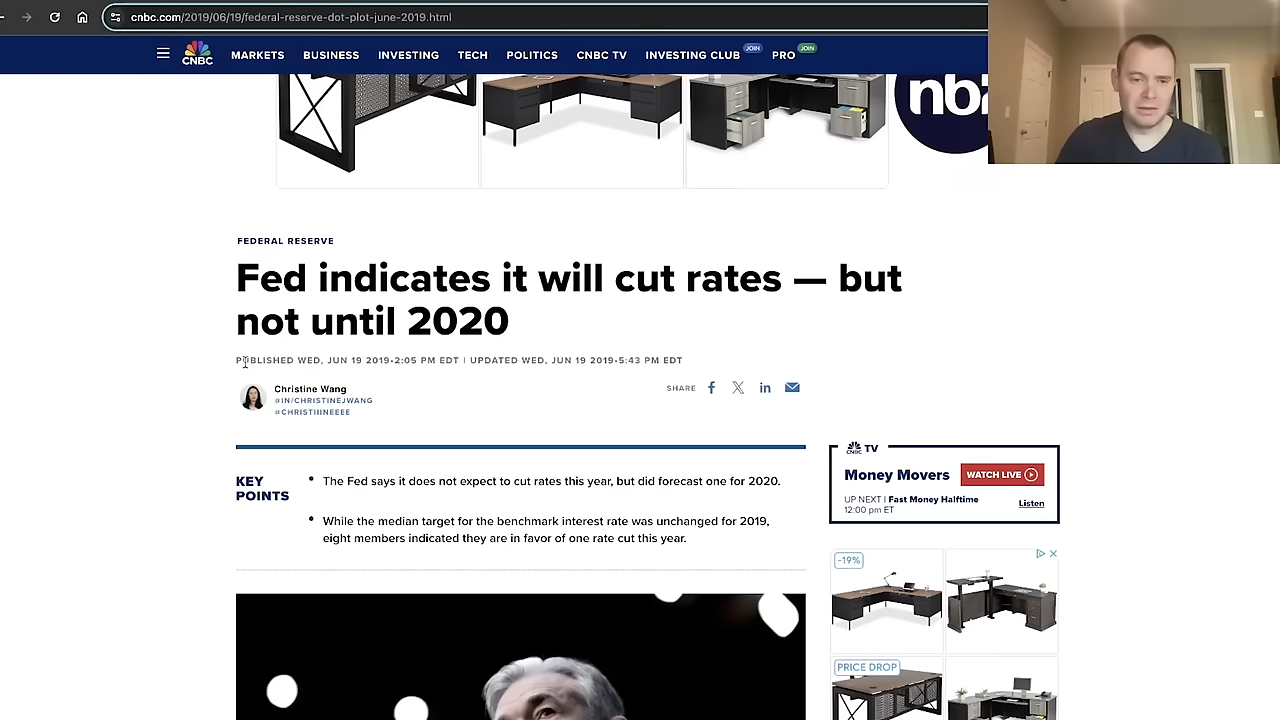 cnbc.com/2019/06/19/federal-reserve-dot-plot-june-2019.html
CNBC
MARKETS BUSINESS INVESTING TECH POLITICS CNBC TV INVESTING CLUB JOIN PRO JOIN
FEDERAL RESERVE
Fed indicates it will cut rates — but
not until 2020
PUBLISHED WED, JUN 19 2019•2:05 PM EDT | UPDATED WED, JUN 19 2019•5:43 PM EDT
Christine Wang
@IN/CHRISTINEJWANG
@CHRISTIIINEEEE
SHARE
KEY
POINTS
• The Fed says it does not expect to cut rates this year, but did forecast one for 2020.
• While the median target for the benchmark interest rate was unchanged for 2019,
eight members indicated they are in favor of one rate cut this year.
CNBC TV
Money Movers WATCH LIVE
UP NEXT | Fast Money Halftime
12:00 pm ET Listen
-19%
PRICE DROP